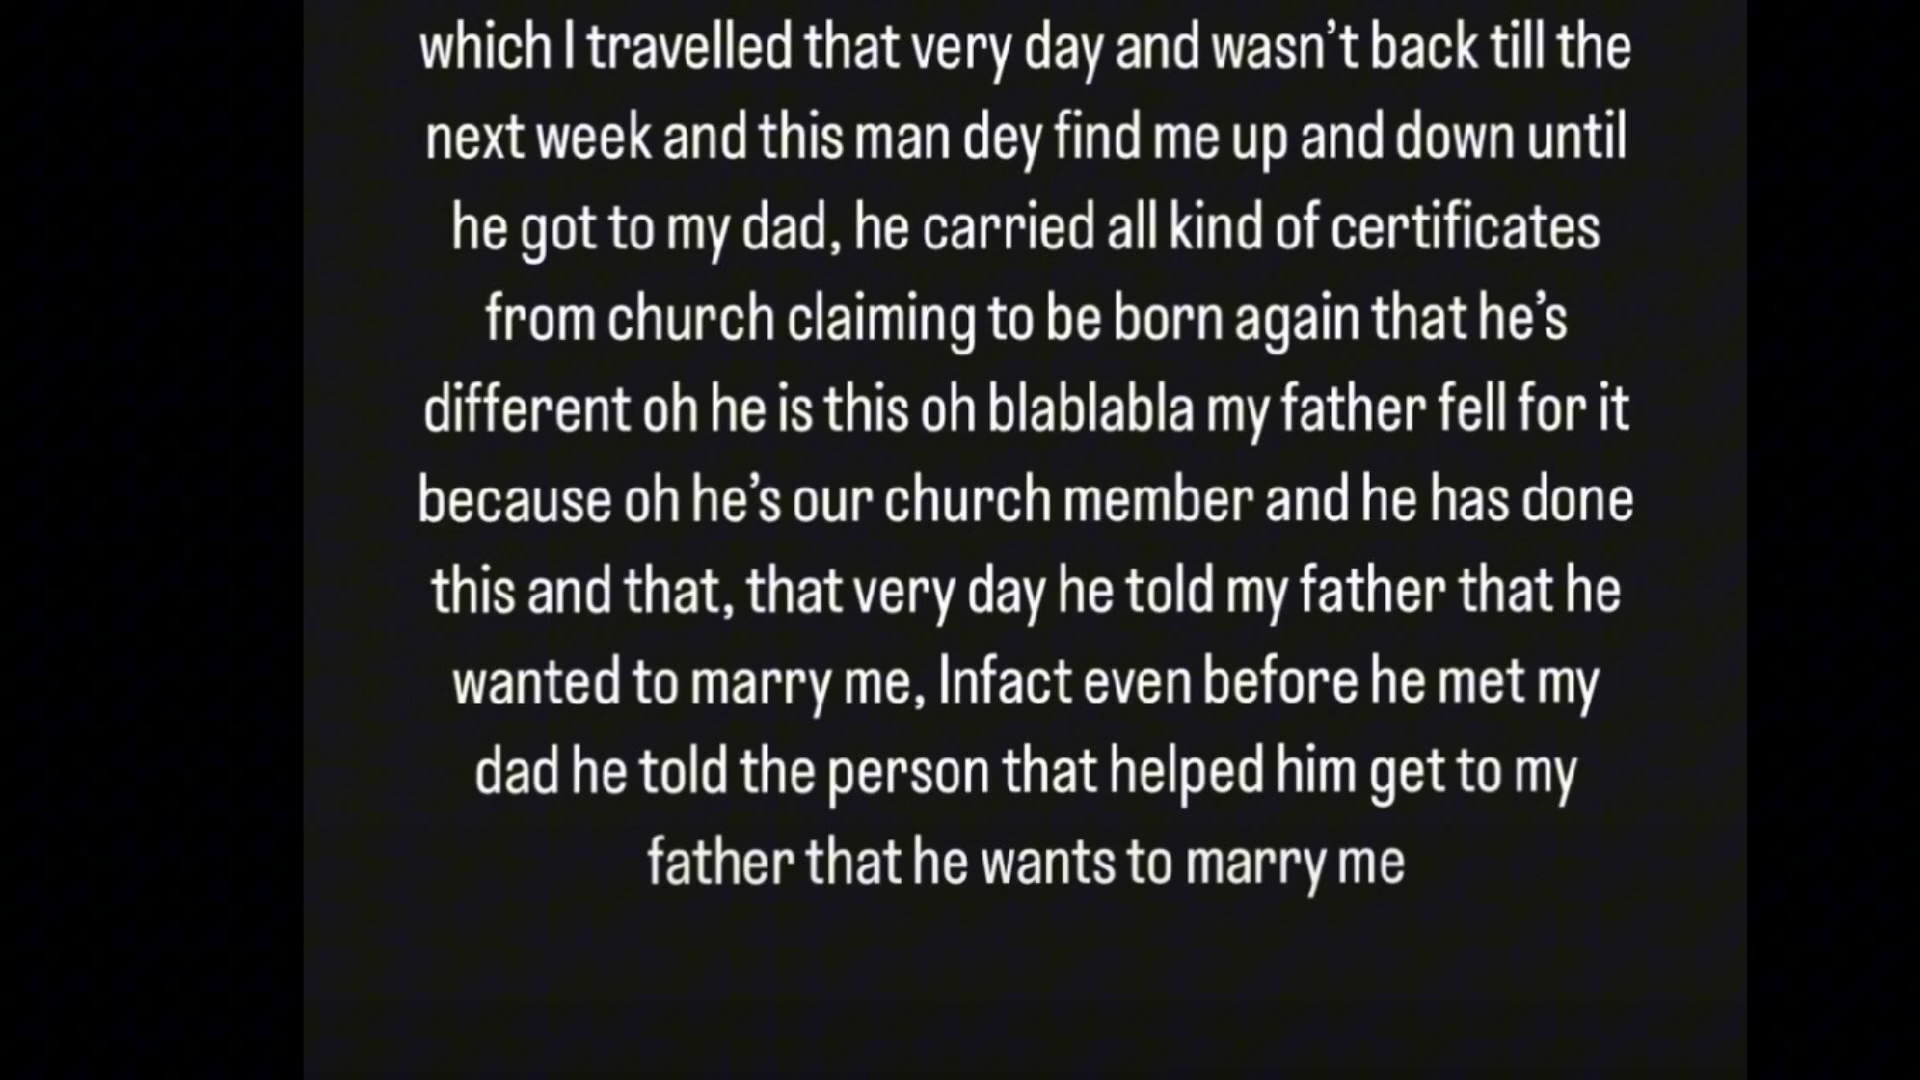 which I travelled that very day and wasn't back till the
next week and this man dey find me up and down until
he got to my dad, he carried all kind of certificates
from church claiming to be born again that he's
different oh he is this oh blablabla my father fell for it
because oh he's our church member and he has done
this and that, that very day he told my father that he
wanted to marry me, Infact even before he met my
dad he told the person that helped him get to my
father that he wants to marry me